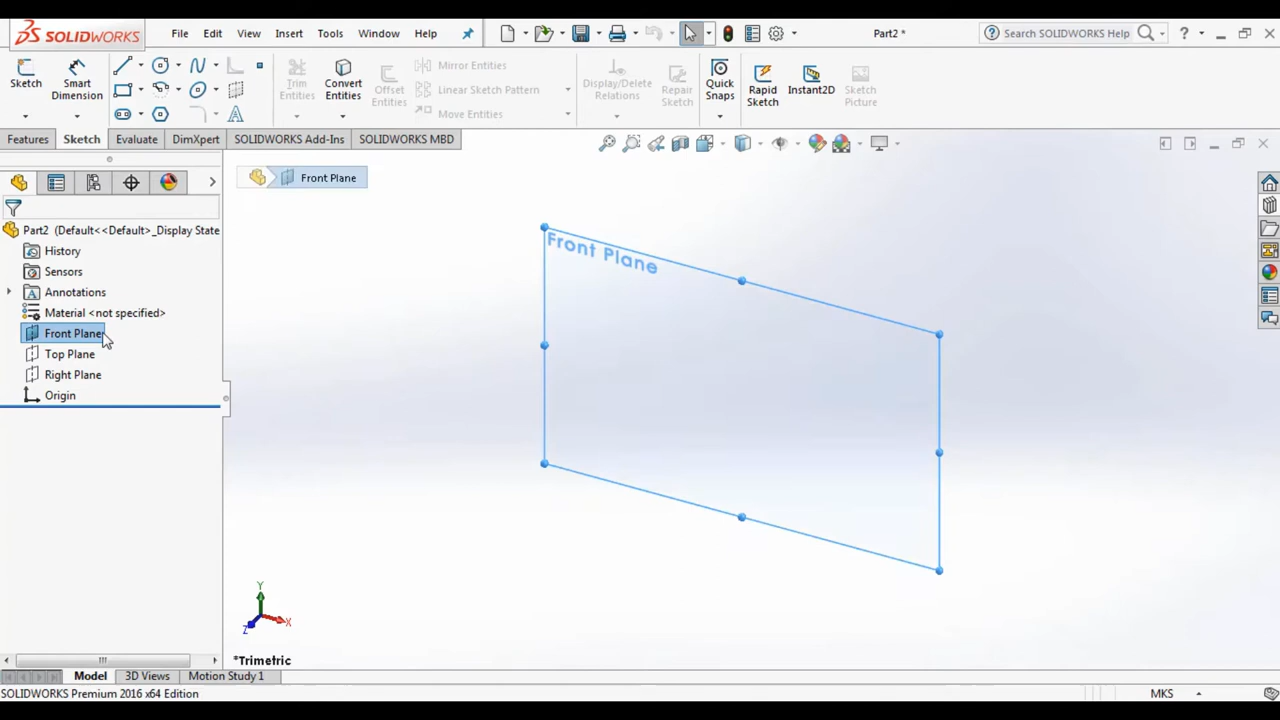 SOLIDWORKS
File Edit View Insert Tools Window Help
Part2 *
Search SOLIDWORKS Help
?
Sketch
Smart Dimension
Trim Entities
Convert Entities
Offset Entities
Mirror Entities
Linear Sketch Pattern
Move Entities
Display/Delete Relations
Repair Sketch
Quick Snaps
Rapid Sketch
Instant2D
Sketch Picture
Features Sketch Evaluate DimXpert SOLIDWORKS Add-Ins SOLIDWORKS MBD
Front Plane
Part2 (Default<<Default>_Display State
History
Sensors
Annotations
Material <not specified>
Front Plane
Top Plane
Right Plane
Origin
Front Plane
Y
X
Z
*Trimetric
Model 3D Views Motion Study 1
SOLIDWORKS Premium 2016 x64 Edition
MKS